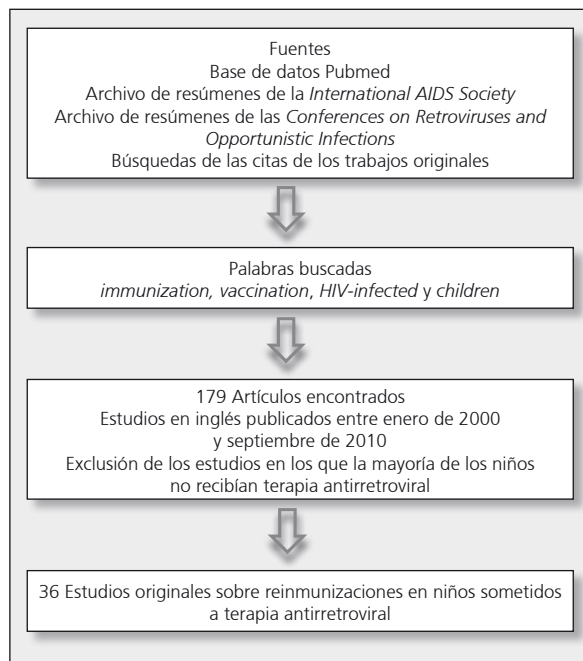 Fuentes
Base de datos Pubmed
Archivo de resúmenes de la International AIDS Society
Archivo de resúmenes de las Conferences on Retroviruses and
Opportunistic Infections
Búsquedas de las citas de los trabajos originales
Palabras buscadas
immunization, vaccination, HIV-infected y children
179 Artículos encontrados
Estudios en inglés publicados entre enero de 2000
y septiembre de 2010
Exclusión de los estudios en los que la mayoría de los niños
no recibían terapia antirretroviral
36 Estudios originales sobre reinmunizaciones en niños sometidos
a terapia antirretroviral